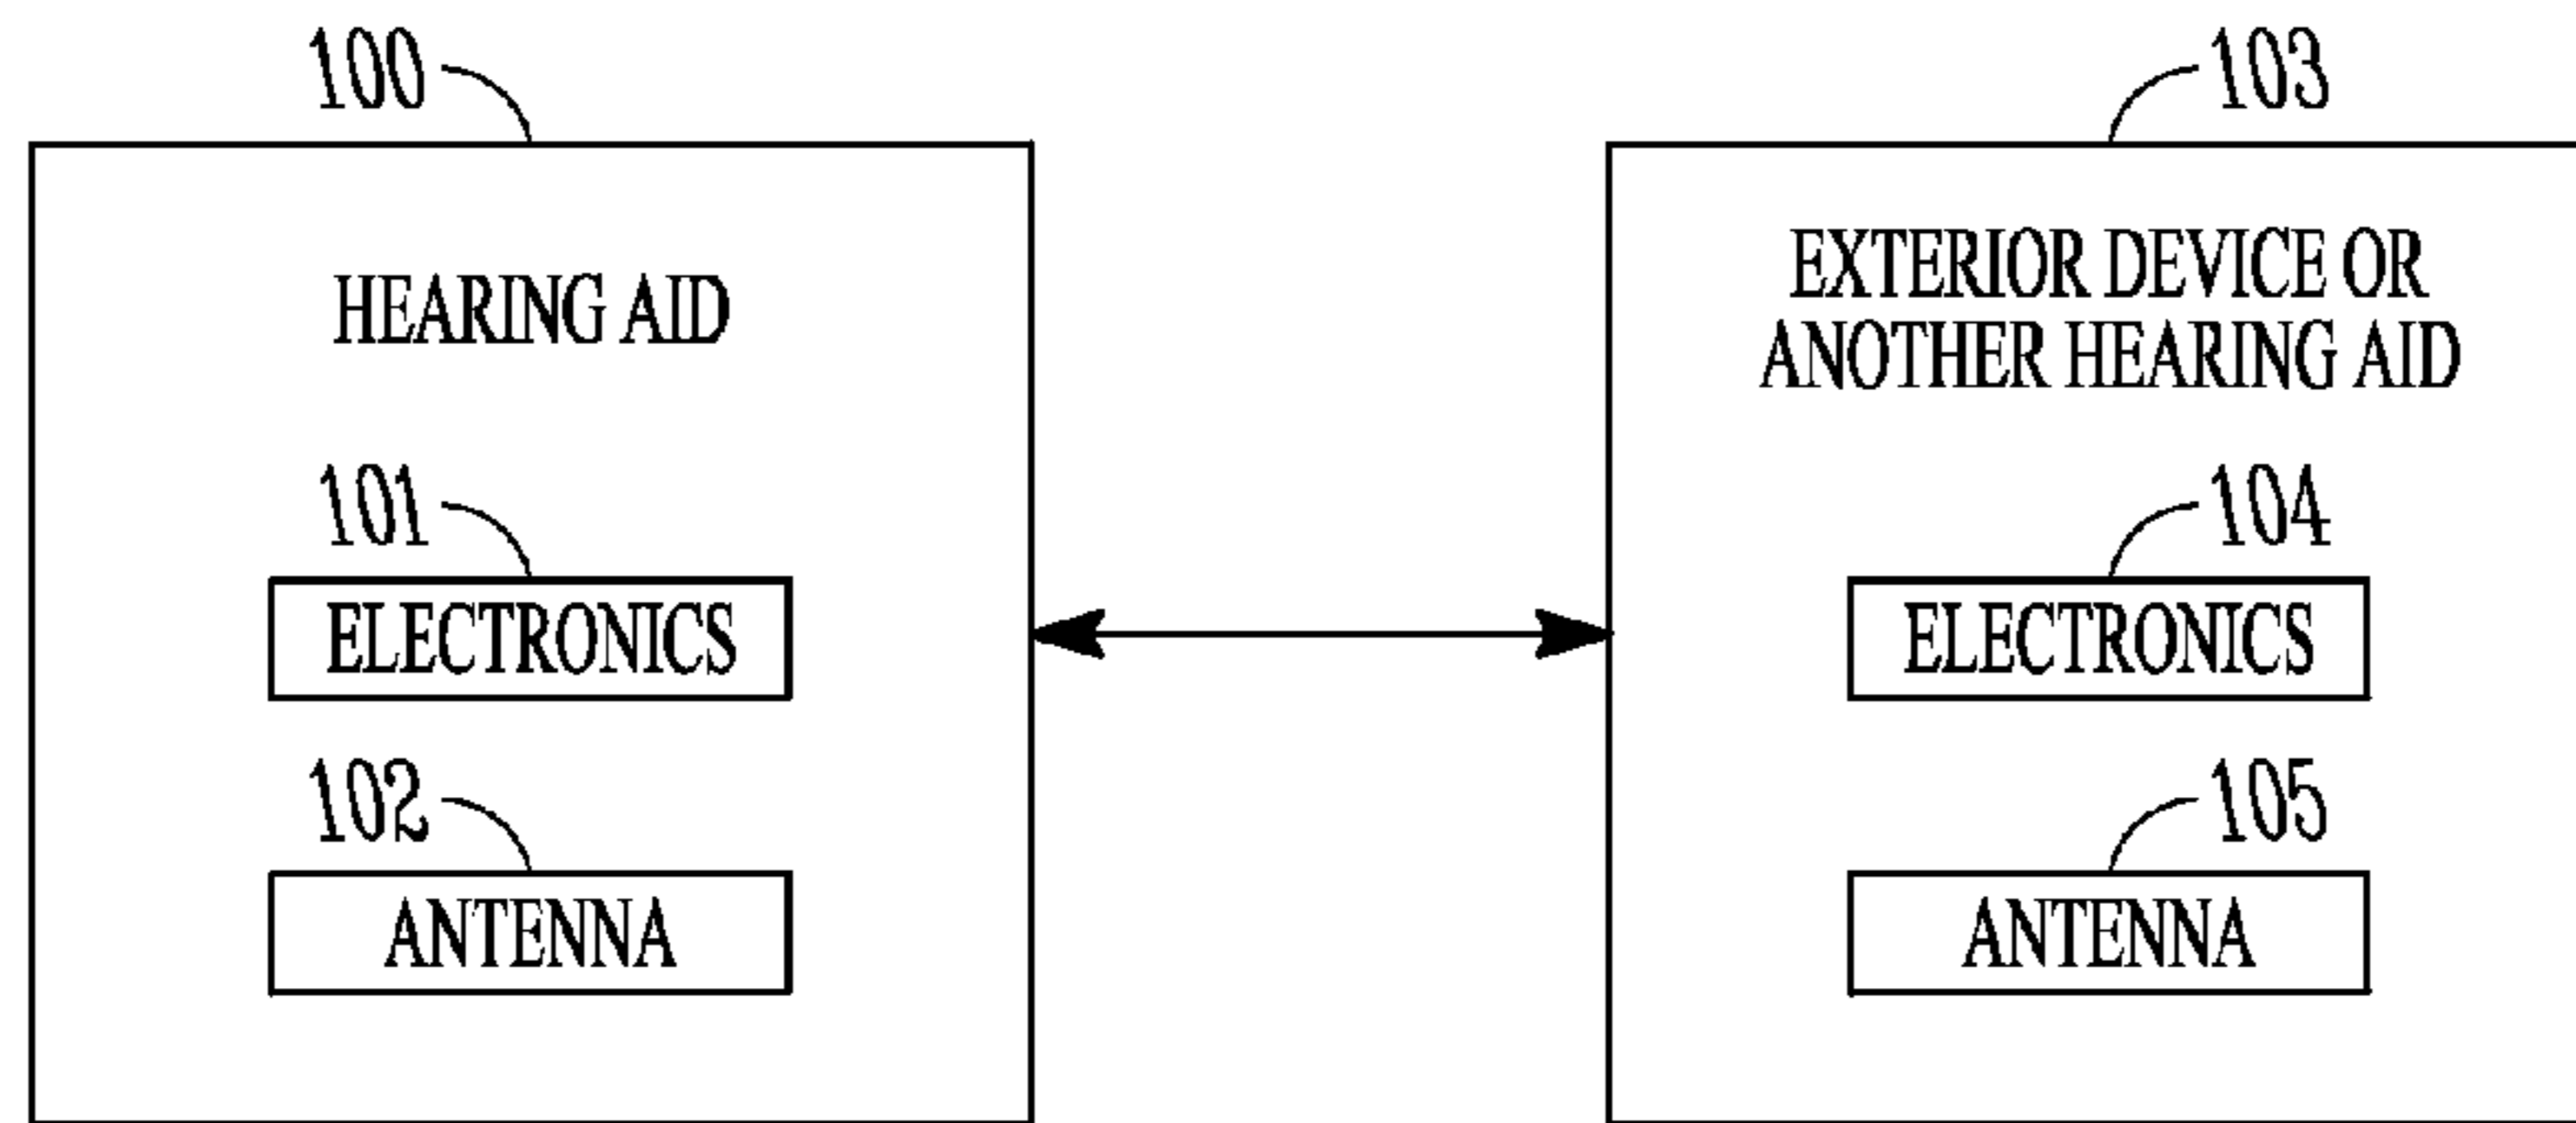 100
HEARING AID
101
ELECTRONICS
102
ANTENNA
103
EXTERIOR DEVICE OR
ANOTHER HEARING AID
104
ELECTRONICS
105
ANTENNA